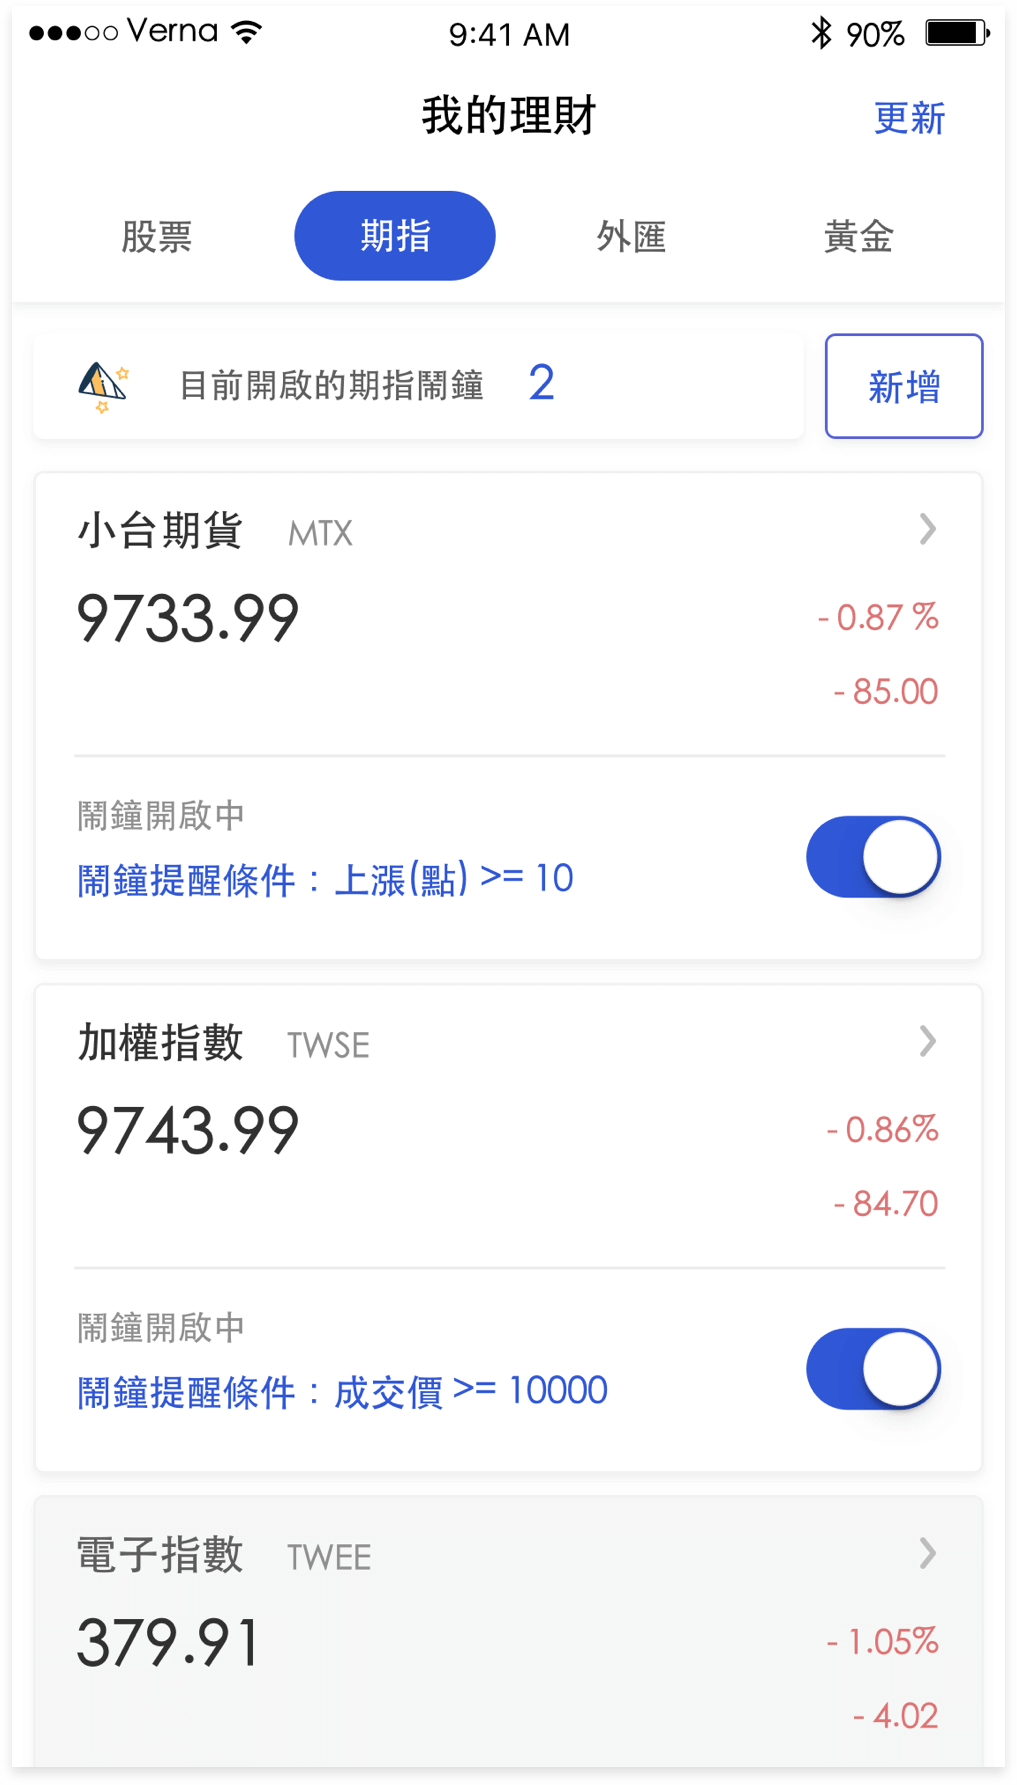 Verna 9:41 AM 90%
我的理財 更新
股票 期指 外匯 黃金
目前開啟的期指鬧鐘 2 新增
小台期貨 MTX
9733.99 - 0.87 %
- 85.00
鬧鐘開啟中
鬧鐘提醒條件：上漲(點) >= 10
加權指數 TWSE
9743.99 - 0.86%
- 84.70
鬧鐘開啟中
鬧鐘提醒條件：成交價 >= 10000
電子指數 TWEE
379.91 - 1.05%
- 4.02